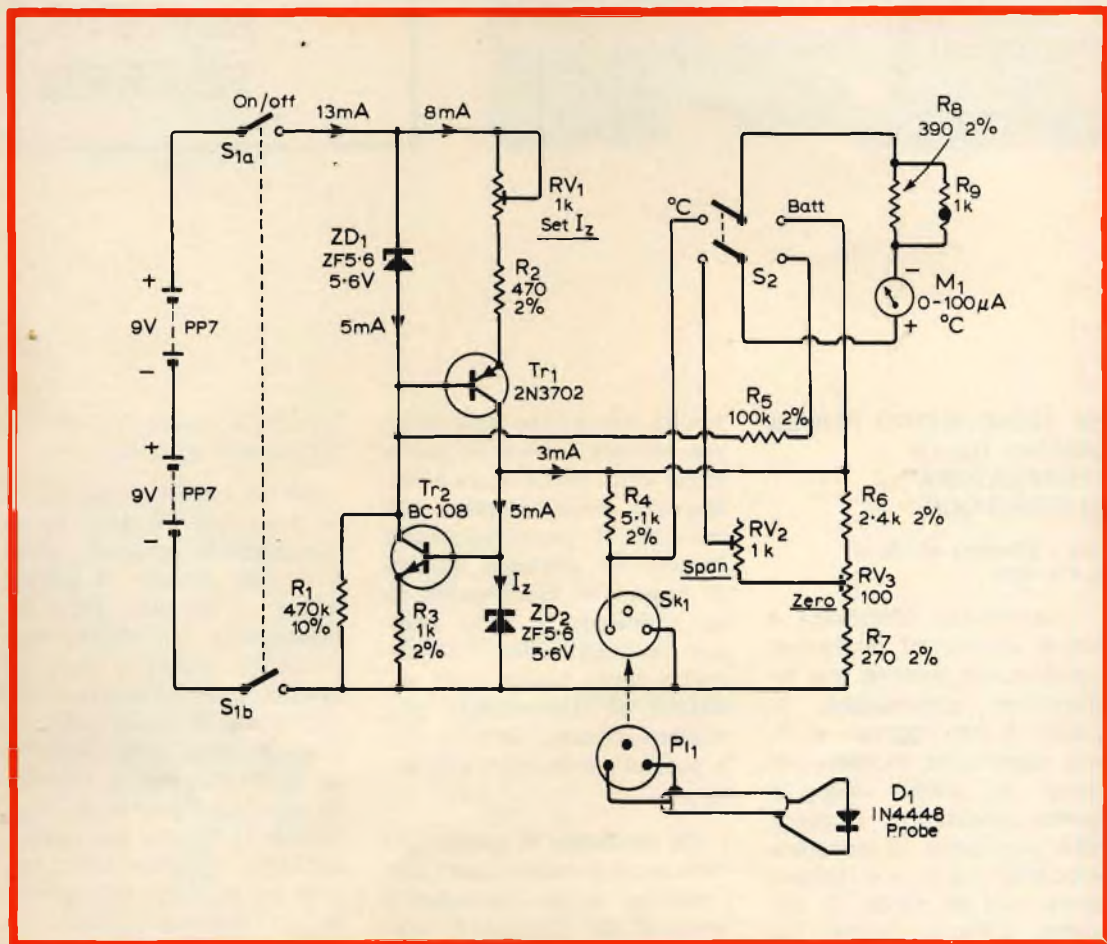 On/off
S1a
13mA
8mA
RV1
1k
Set Iz
ZD1
ZF5·6
5·6V
R2
470
2%
5mA
+
9V PP7
−
+
9V PP7
−
Tr1
2N3702
R8
390 2%
R9
1k
°C
Batt
S2
−
M1
0-100μA
+ °C
R5
100k 2%
3mA
Tr2
BC108
5mA
R4
5·1k
2%
R6
2·4k 2%
RV2
1k
Span
RV3
100
Zero
R1
470k
10%
R3
1k
2%
Iz
ZD2
ZF5·6
5·6V
Sk1
R7
270 2%
S1b
Pl1
D1
IN4448
Probe